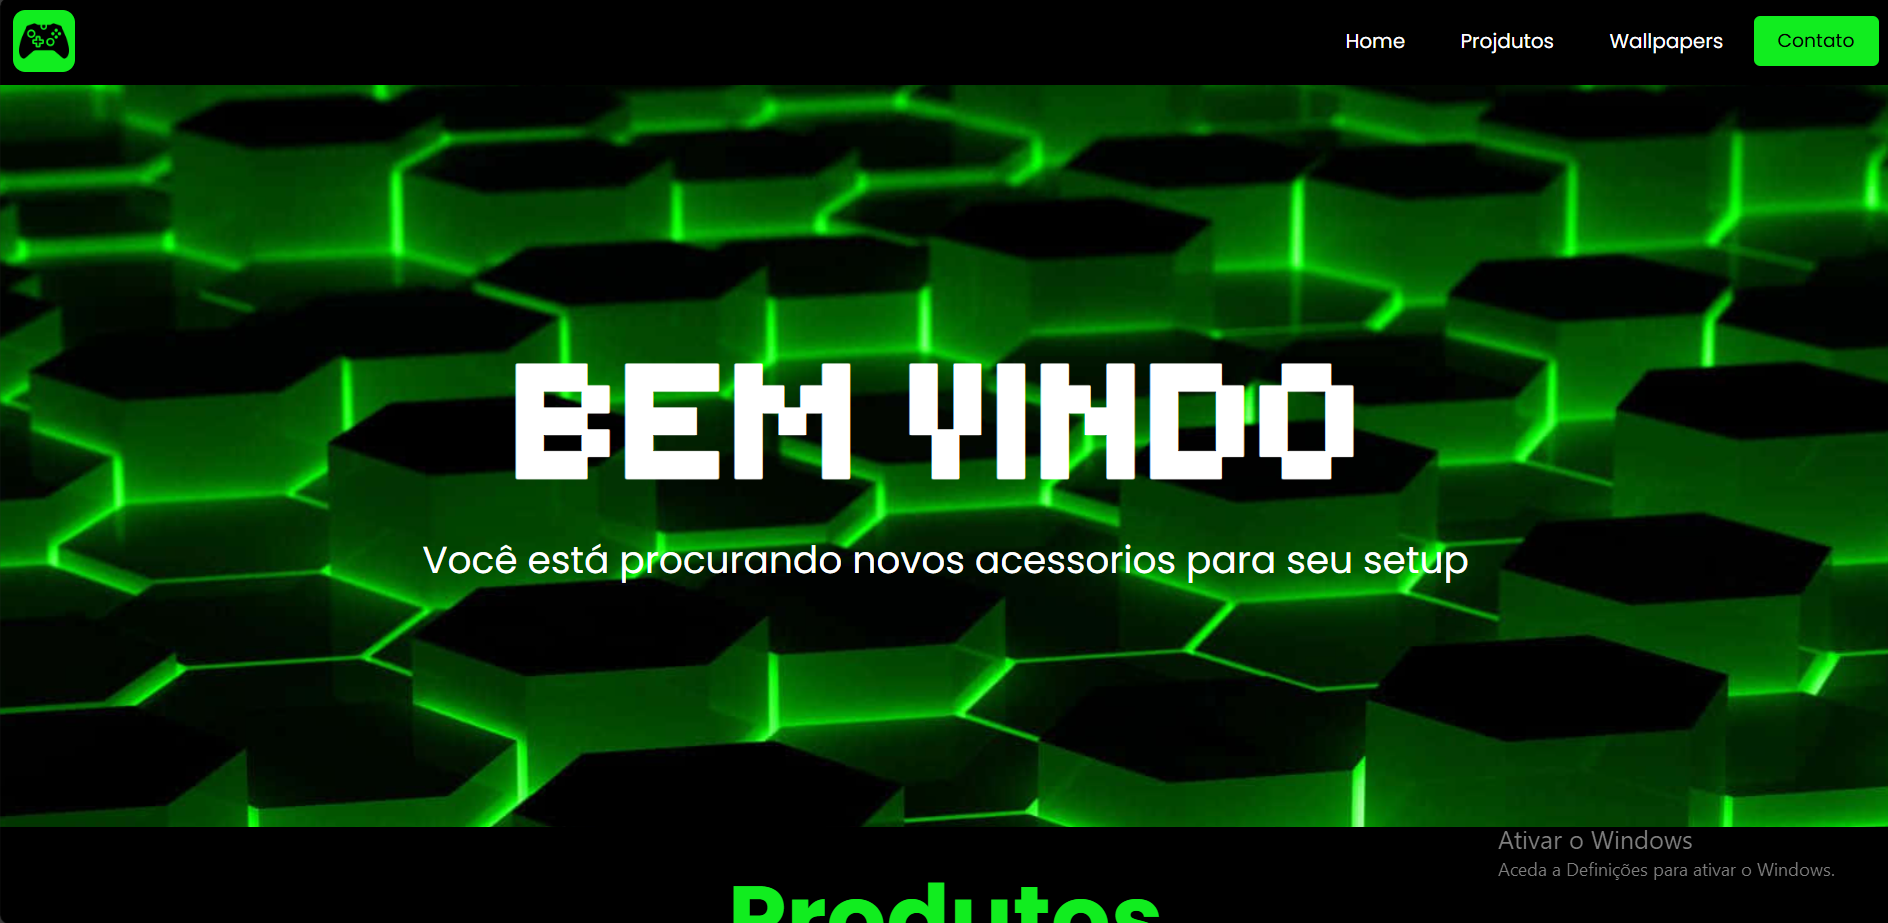 Home Projdutos Wallpapers Contato
BEM VINDO
Você está procurando novos acessorios para seu setup
Ativar o Windows
Aceda a Definições para ativar o Windows.
Produtos